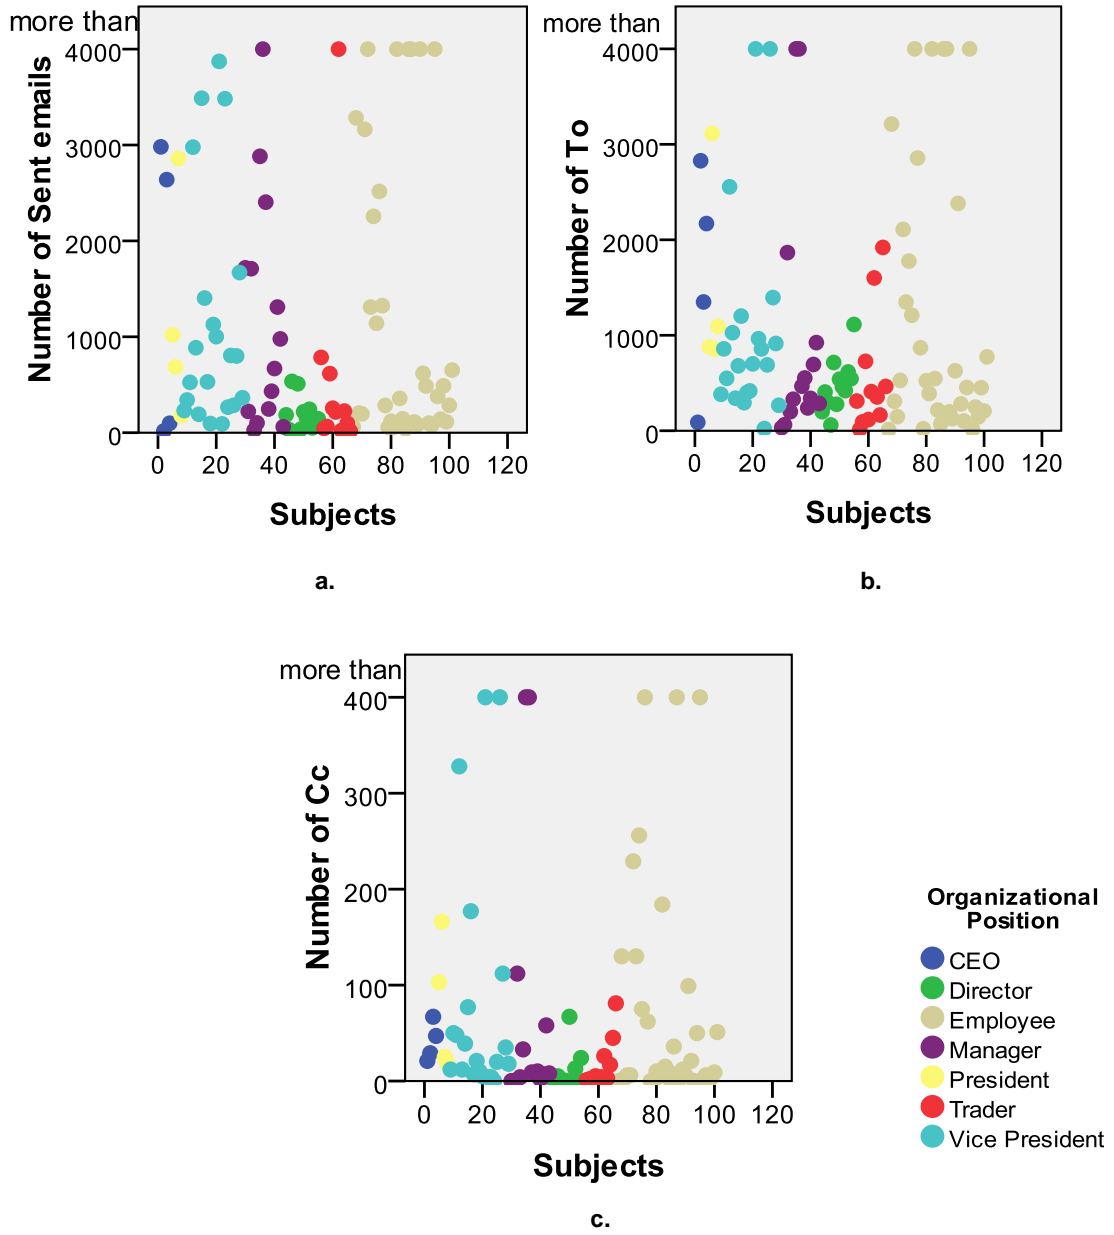 more than
4000
3000
2000
1000
0
Number of Sent emails
0 20 40 60 80 100 120
Subjects
a.
more than
4000
3000
2000
1000
0
Number of To
0 20 40 60 80 100 120
Subjects
b.
more than
400
300
200
100
0
Number of Cc
0 20 40 60 80 100 120
Subjects
c.
Organizational
Position
CEO
Director
Employee
Manager
President
Trader
Vice President